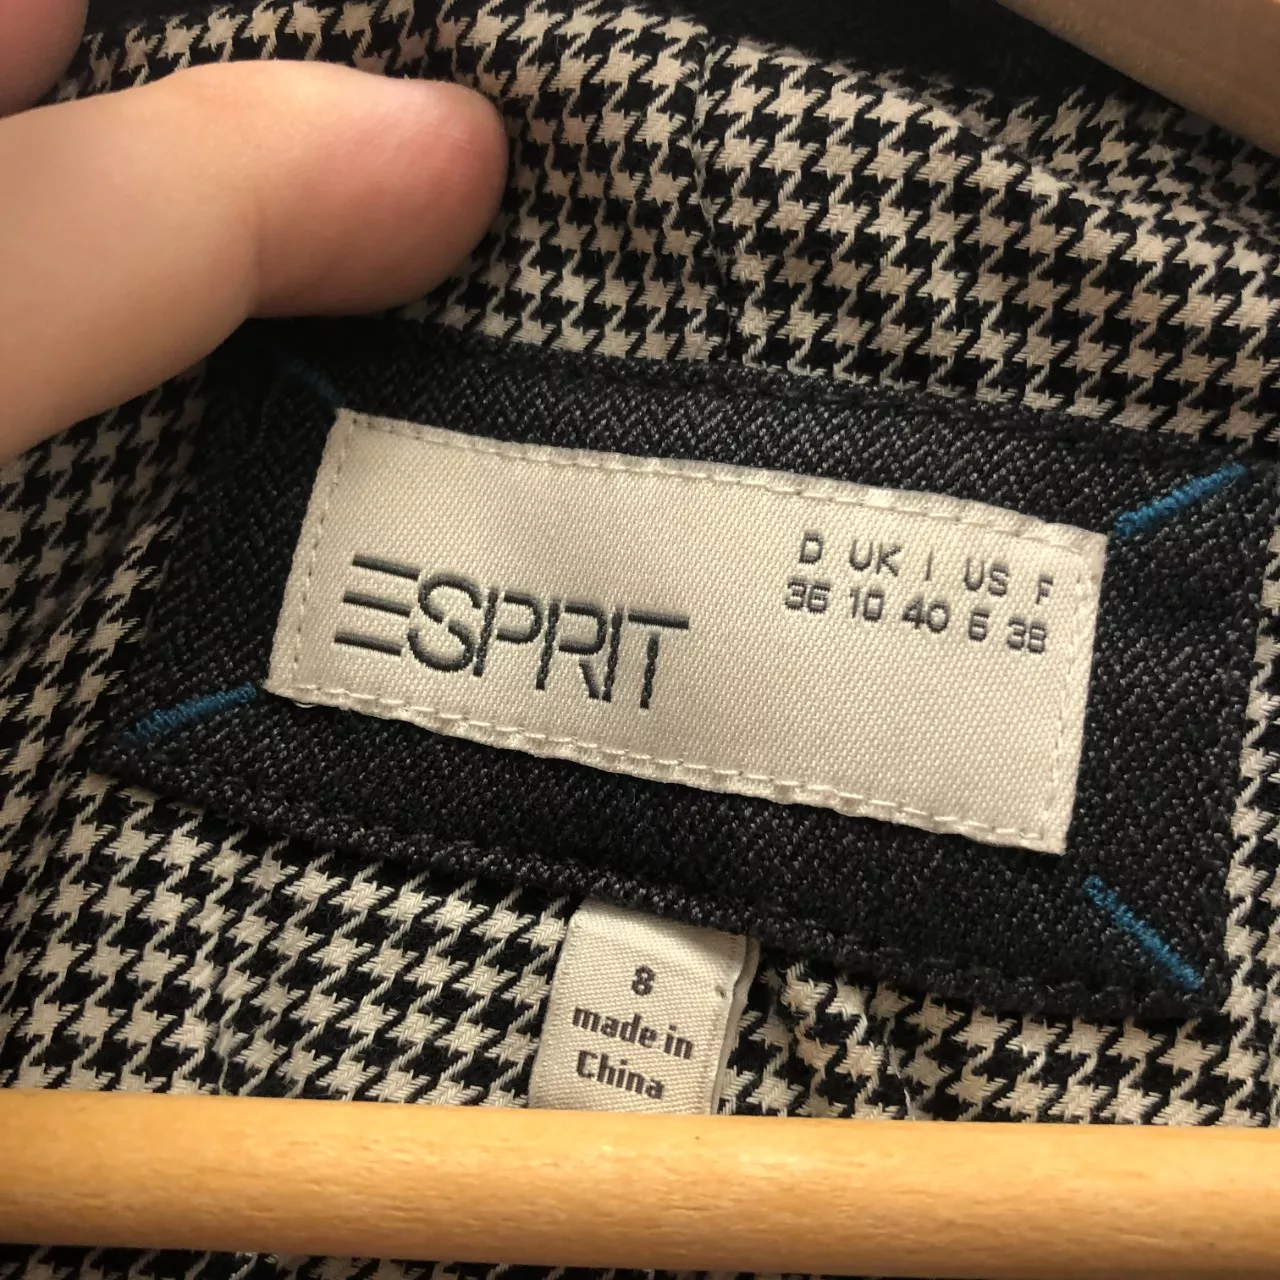 ESPRIT
D UK I US F
36 10 40 6 38
8
made in
China